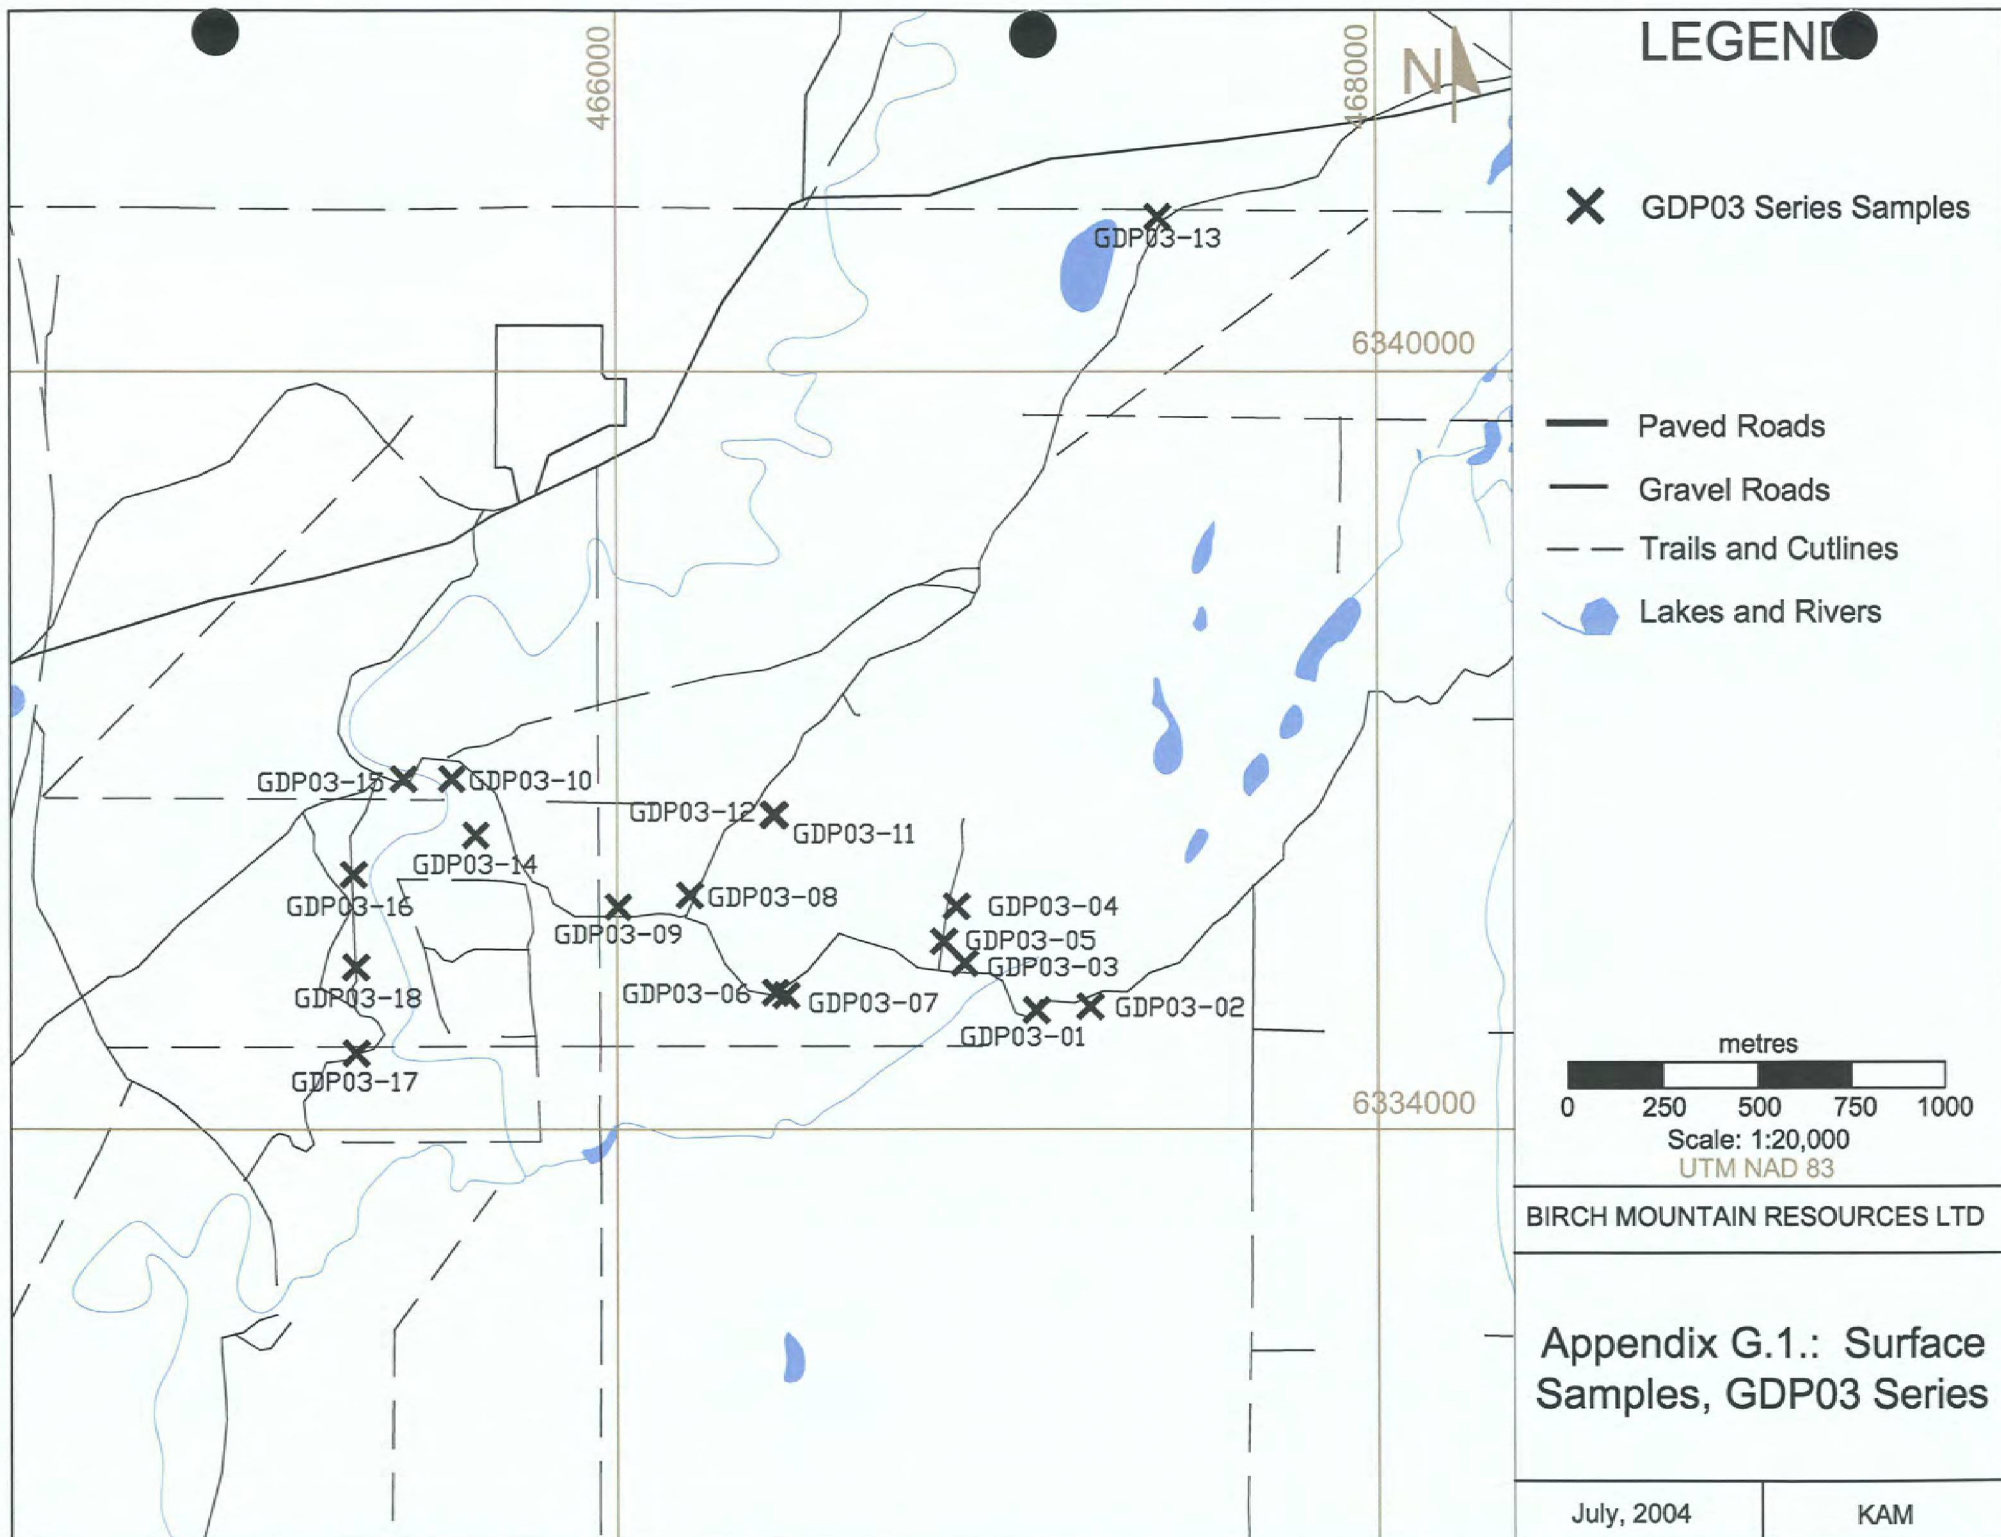 466000
468000
N
LEGEND
GDP03 Series Samples
GDP03-13
6340000
Paved Roads
Gravel Roads
Trails and Cutlines
Lakes and Rivers
GDP03-15
GDP03-10
GDP03-12
GDP03-11
GDP03-14
GDP03-16
GDP03-08
GDP03-09
GDP03-04
GDP03-05
GDP03-03
GDP03-18
GDP03-06
GDP03-07
GDP03-02
GDP03-01
GDP03-17
6334000
metres
0 250 500 750 1000
Scale: 1:20,000
UTM NAD 83
BIRCH MOUNTAIN RESOURCES LTD
Appendix G.1.: Surface
Samples, GDP03 Series
July, 2004
KAM